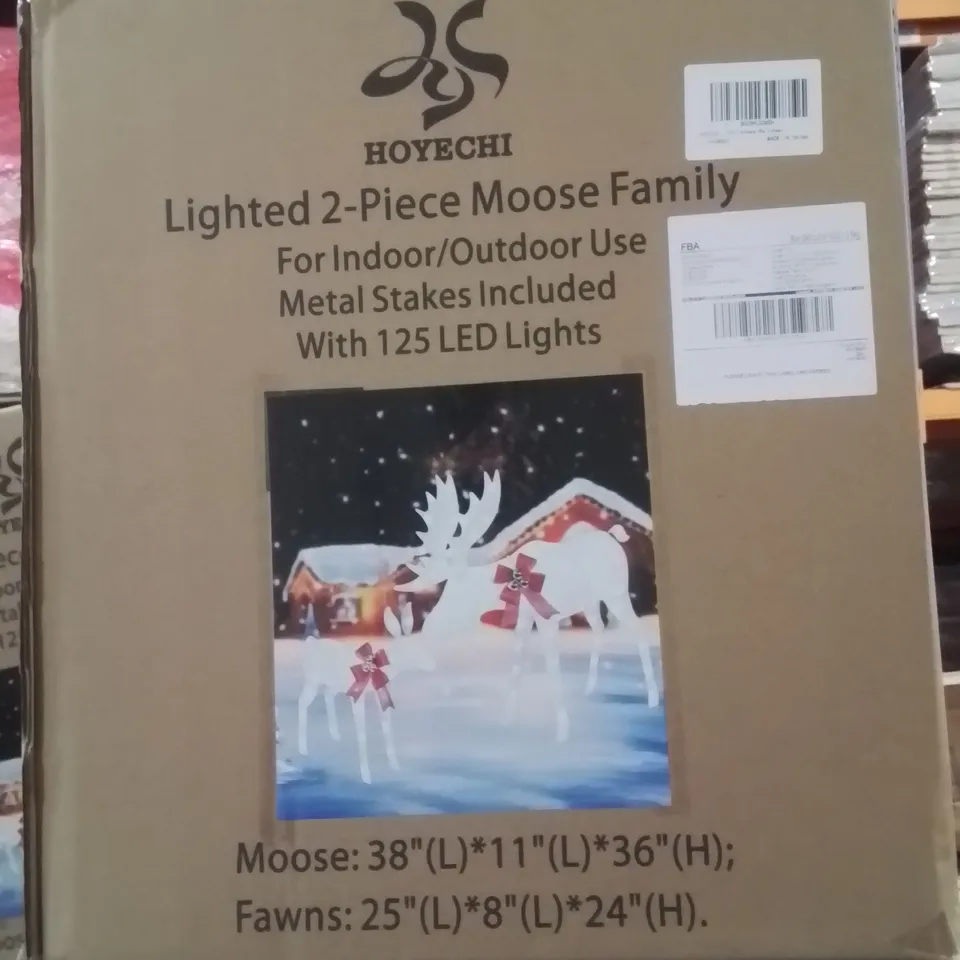 HOYECHI
Lighted 2-Piece Moose Family
For Indoor/Outdoor Use
Metal Stakes Included
With 125 LED Lights
FBA
Moose: 38"(L)*11"(L)*36"(H);
Fawns: 25"(L)*8"(L)*24"(H).